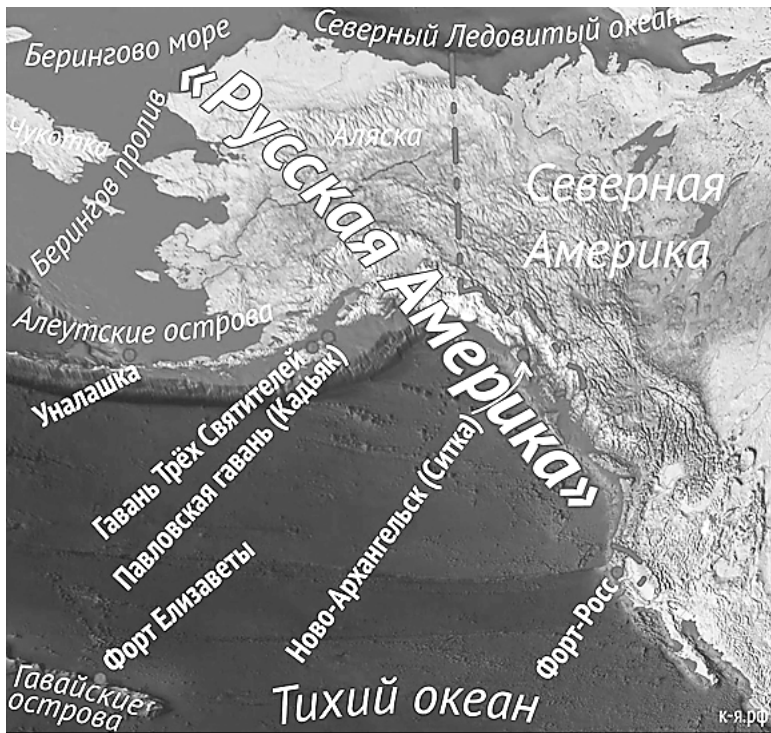 Берингово море
Северный Ледовитый океан
«Русская Америка»
Чукотка
Берингов пролив
Аляска
Северная
Америка
Алеутские острова
Уналашка
Гавань Трёх Святителей
Павловская гавань (Кадьяк)
Ново-Архангельск (Ситка)
Форт Елизаветы
Форт-Росс
Гавайские
острова
Тихий океан
к-я.рф